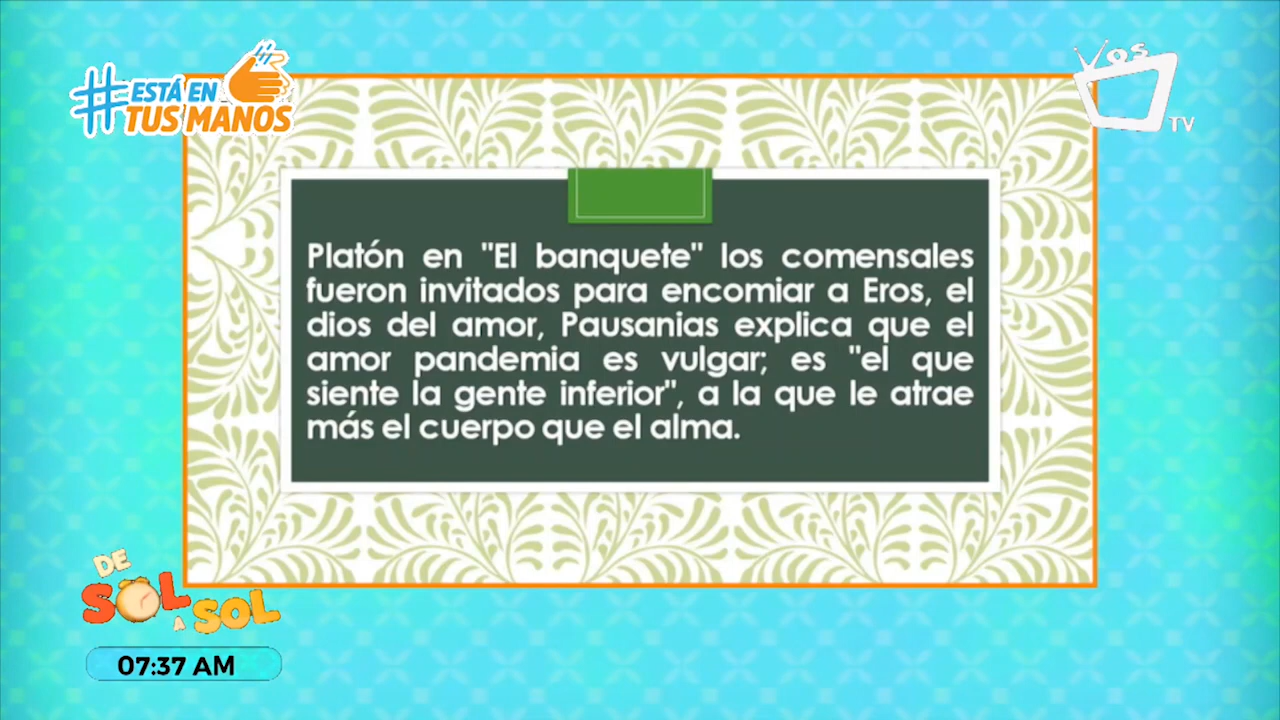 #ESTÁ EN
TUS MANOS
Vos
TV
Platón en "El banquete" los comensales
fueron invitados para encomiar a Eros, el
dios del amor, Pausanias explica que el
amor pandemia es vulgar; es "el que
siente la gente inferior", a la que le atrae
más el cuerpo que el alma.
DE
SOL
A SOL
07:37 AM